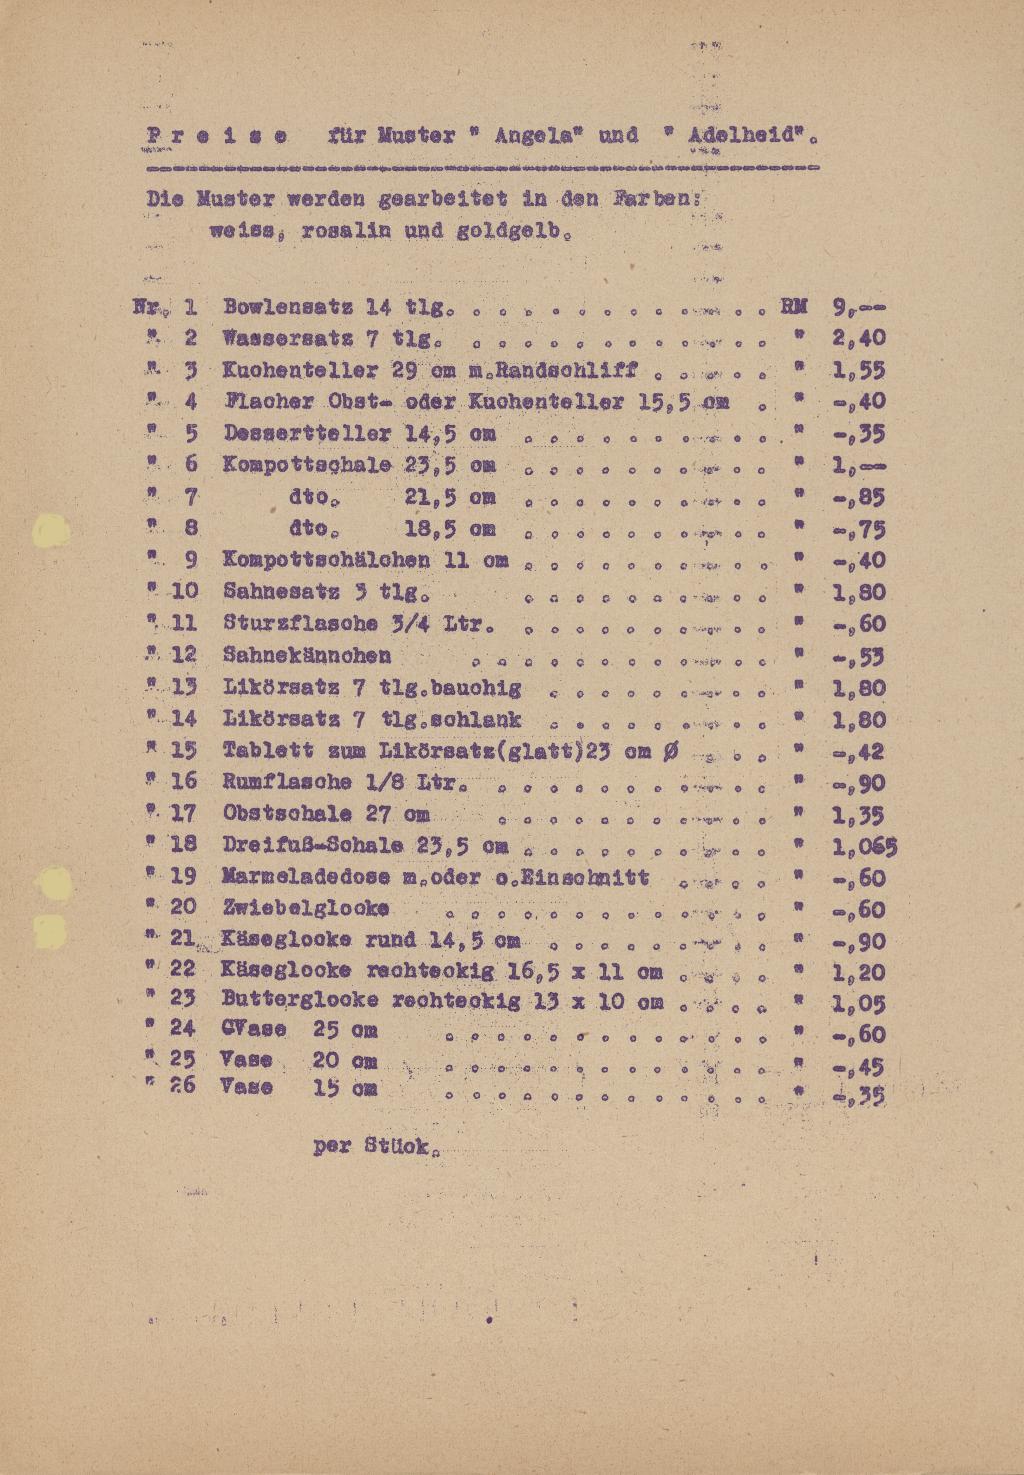 P r e i s e für Muster " Angela" und " Adelheid".
Die Muster werden gearbeitet in den Farben:
weiss, rosalin und goldgelb.
Nr. 1 Bowlensatz 14 tlg. . . . . . . . . . . . . RM 9,--
" 2 Wassersatz 7 tlg. . . . . . . . . . . . . " 2,40
" 3 Kuchenteller 29 cm m.Randschliff . . . . . " 1,55
" 4 Flacher Obst- oder Kuchenteller 15,5 cm . " -,40
" 5 Dessertteller 14,5 cm . . . . . . . . . . " -,35
" 6 Kompottschale 23,5 cm . . . . . . . . . . " 1,--
" 7 dto. 21,5 cm . . . . . . . . . . " -,85
" 8 dto. 18,5 cm . . . . . . . . . . " -,75
" 9 Kompottschälchen 11 cm . . . . . . . . . . " -,40
" 10 Sahnesatz 3 tlg. . . . . . . . . . . " 1,80
" 11 Sturzflasche 3/4 Ltr. . . . . . . . . . . " -,60
" 12 Sahnekännchen . . . . . . . . . . . . " -,53
" 13 Likörsatz 7 tlg.bauchig . . . . . . . . . " 1,80
" 14 Likörsatz 7 tlg.schlank . . . . . . . . . " 1,80
" 15 Tablett zum Likörsatz(glatt)23 cm Ø . . . " -,42
" 16 Rumflasche 1/8 Ltr. . . . . . . . . . . . " -,90
" 17 Obstschale 27 cm . . . . . . . . . . . " 1,35
" 18 Dreifuß-Schale 23,5 cm . . . . . . . . . . " 1,065
" 19 Marmeladedose m.oder o.Einschnitt . . . . " -,60
" 20 Zwiebelglocke . . . . . . . . . . . . . " -,60
" 21 Käseglocke rund 14,5 cm . . . . . . . . . " -,90
" 22 Käseglocke rechteckig 16,5 x 11 cm . . . . " 1,20
" 23 Butterglocke rechteckig 13 x 10 cm . . . . " 1,05
" 24 GVase 25 cm . . . . . . . . . . . . . " -,60
" 25 Vase 20 cm . . . . . . . . . . . . . " -,45
" 26 Vase 15 cm . . . . . . . . . . . . . " -,35
per Stück.